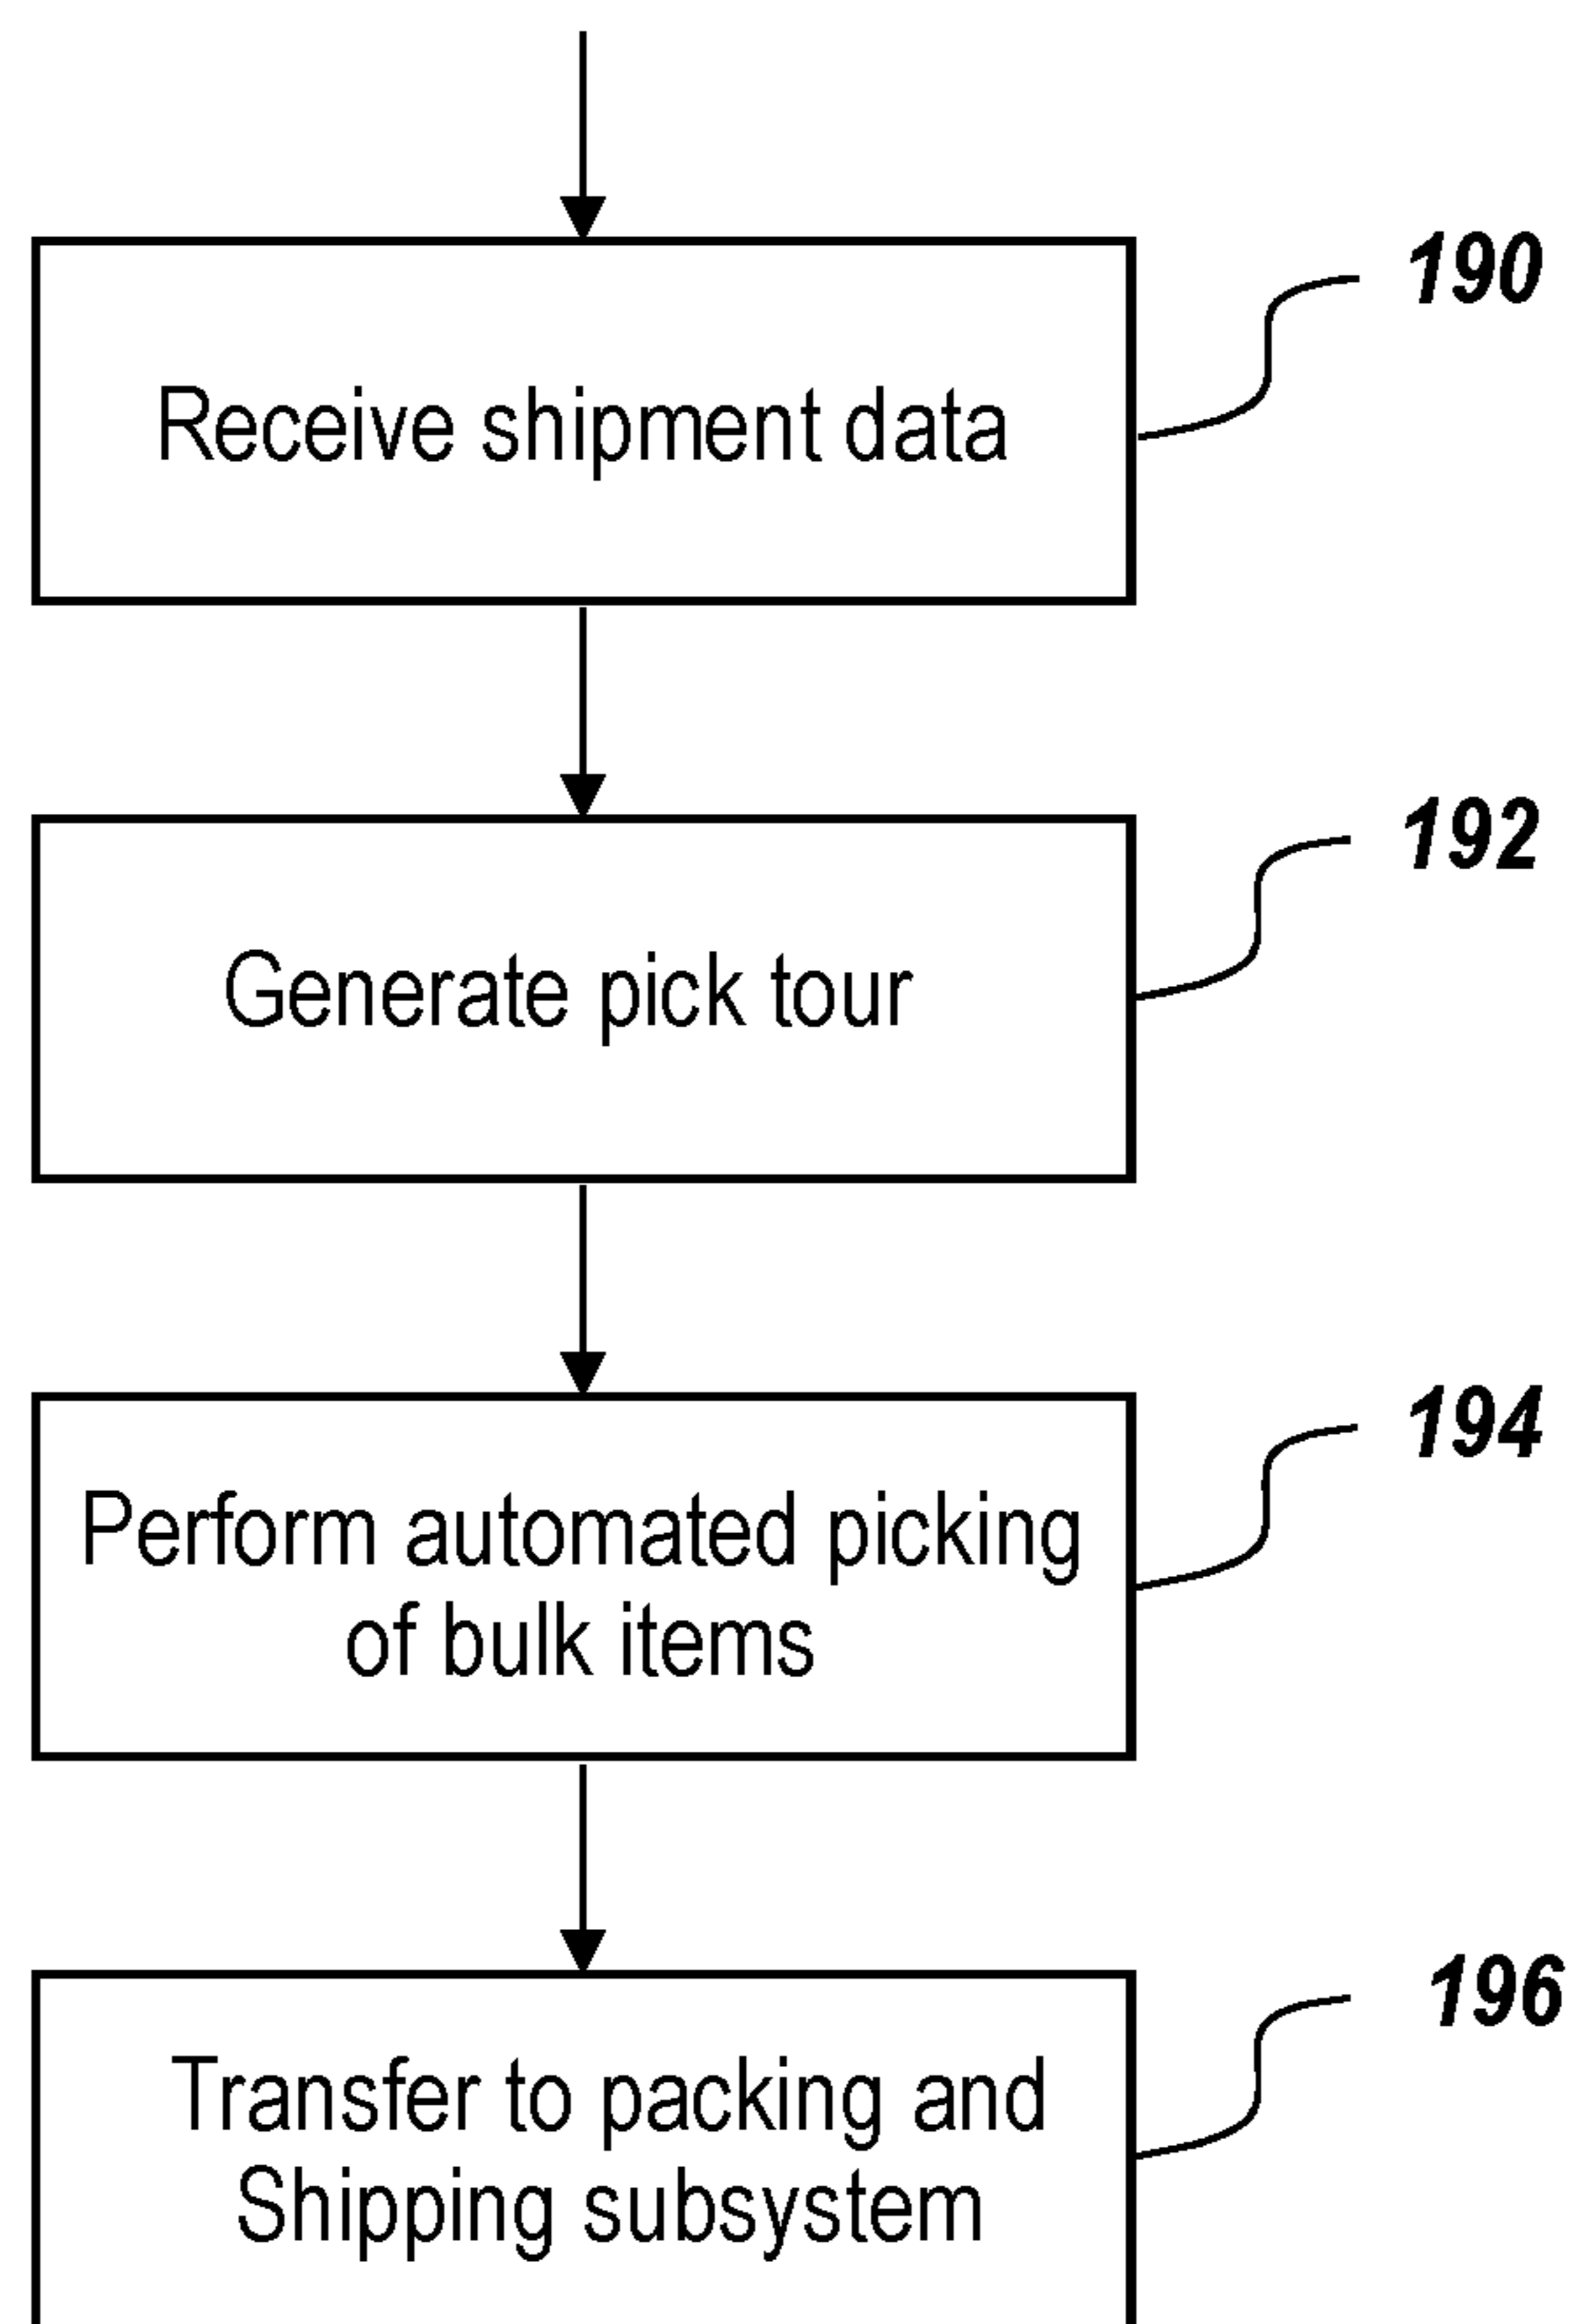 190
Receive shipment data
192
Generate pick tour
194
Perform automated picking
of bulk items
196
Transfer to packing and
Shipping subsystem